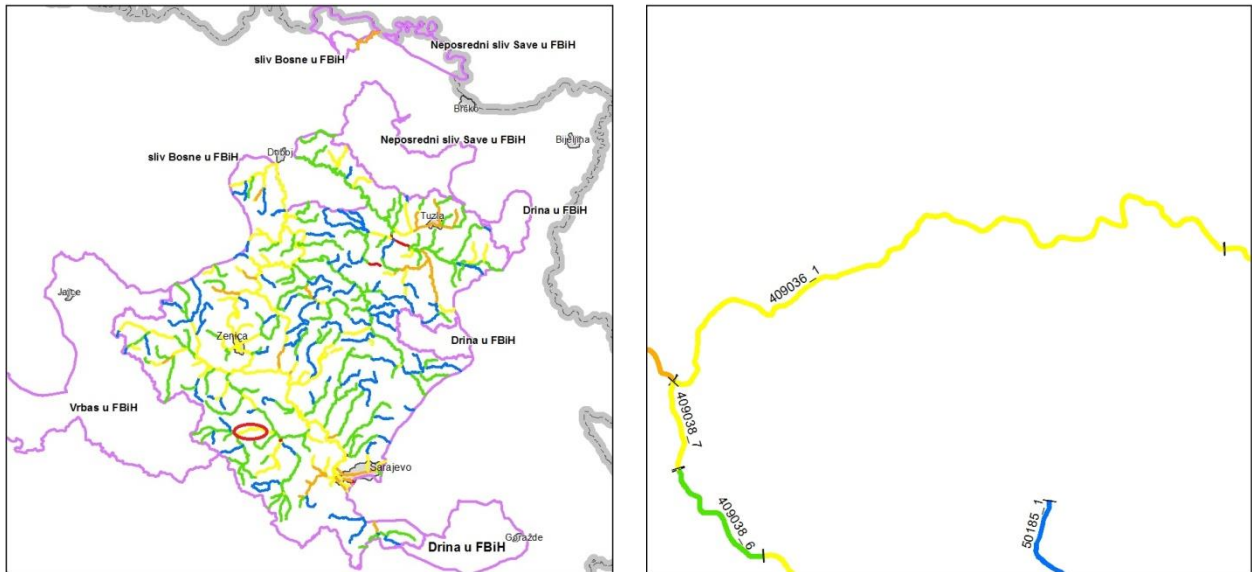 Neposredni sliv Save u FBiH
sliv Bosne u FBiH
Brčko
Bijeljina
Neposredni sliv Save u FBiH
sliv Bosne u FBiH
Doboj
Drina u FBiH
Tuzla
Jajce
Zenica
Drina u FBiH
Vrbas u FBiH
Sarajevo
Drina u FBiH
Goražde
409036_1
409038_7
409038_6
50185_1